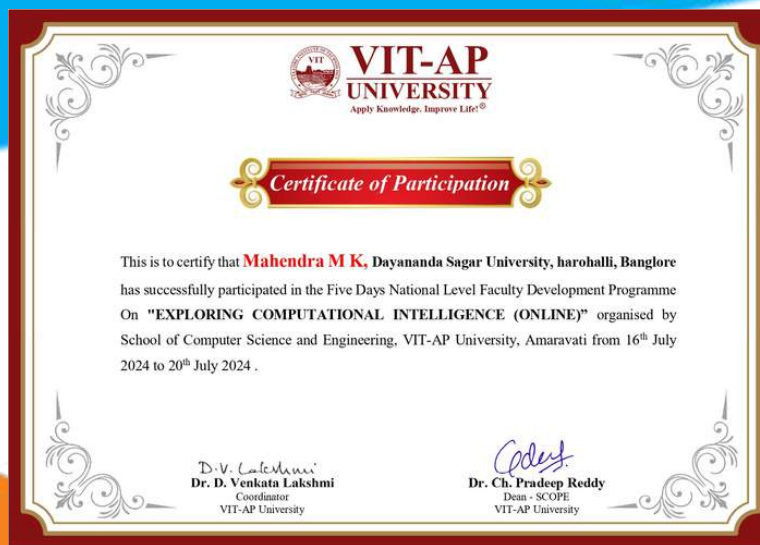 VIT
VIT-AP
UNIVERSITY
Apply Knowledge. Improve Life!®
Certificate of Participation
This is to certify that Mahendra M K, Dayananda Sagar University, harohalli, Banglore
has successfully participated in the Five Days National Level Faculty Development Programme
On "EXPLORING COMPUTATIONAL INTELLIGENCE (ONLINE)” organised by
School of Computer Science and Engineering, VIT-AP University, Amaravati from 16th July
2024 to 20th July 2024 .
D.V. Lakshmi
Dr. D. Venkata Lakshmi
Coordinator
VIT-AP University
Dr. Ch. Pradeep Reddy
Dean - SCOPE
VIT-AP University